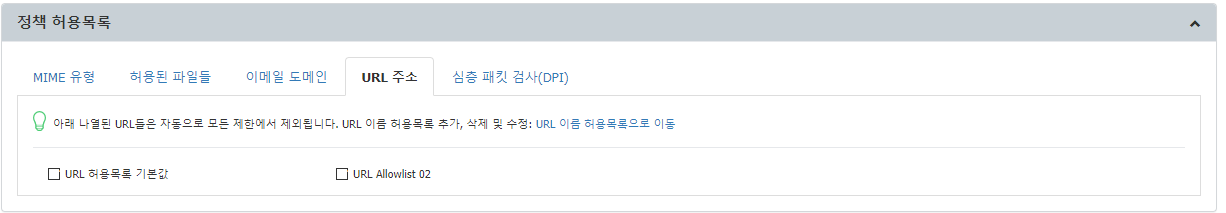 정책 허용목록
MIME 유형 허용된 파일들 이메일 도메인 URL 주소 심층 패킷 검사(DPI)
아래 나열된 URL들은 자동으로 모든 제한에서 제외됩니다. URL 이름 허용목록 추가, 삭제 및 수정: URL 이름 허용목록으로 이동
URL 허용목록 기본값 URL Allowlist 02